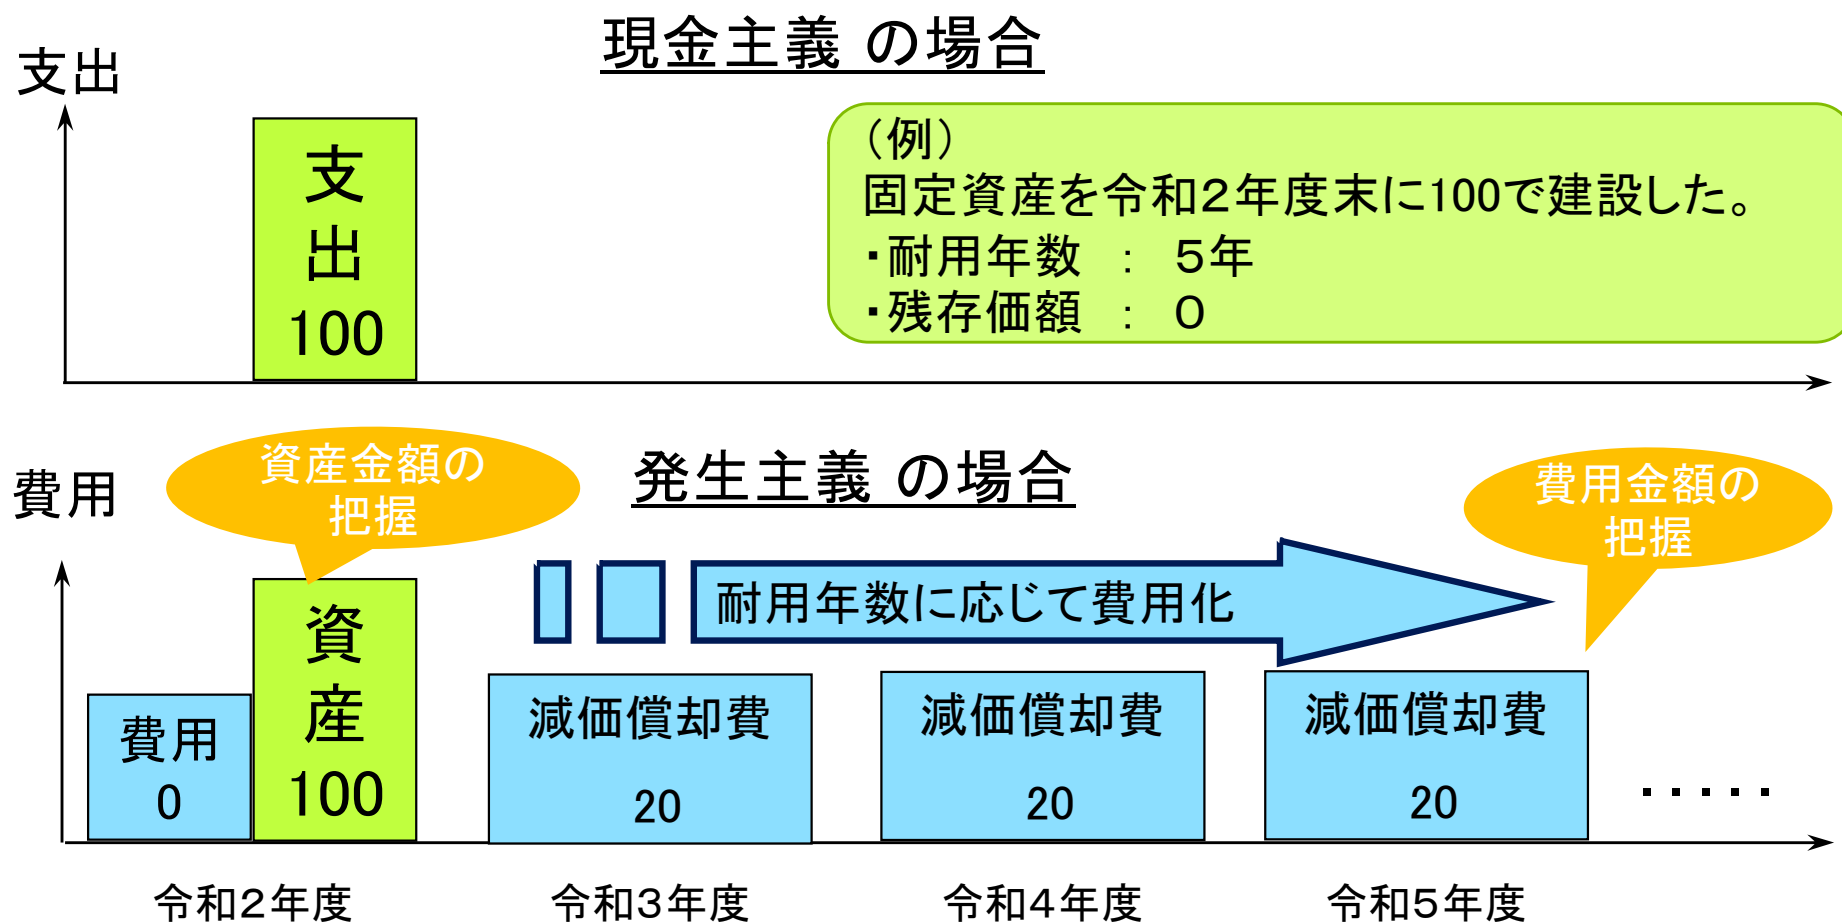 現金主義 の場合
支出
支
出
100
（例）
固定資産を令和２年度末に100で建設した。
・耐用年数　：　５年
・残存価額　：　０
発生主義 の場合
費用
資産金額の
把握
費用金額の
把握
耐用年数に応じて費用化
費用
0
資
産
100
減価償却費
20
減価償却費
20
減価償却費
20
・・・・・
令和２年度
令和３年度
令和４年度
令和５年度